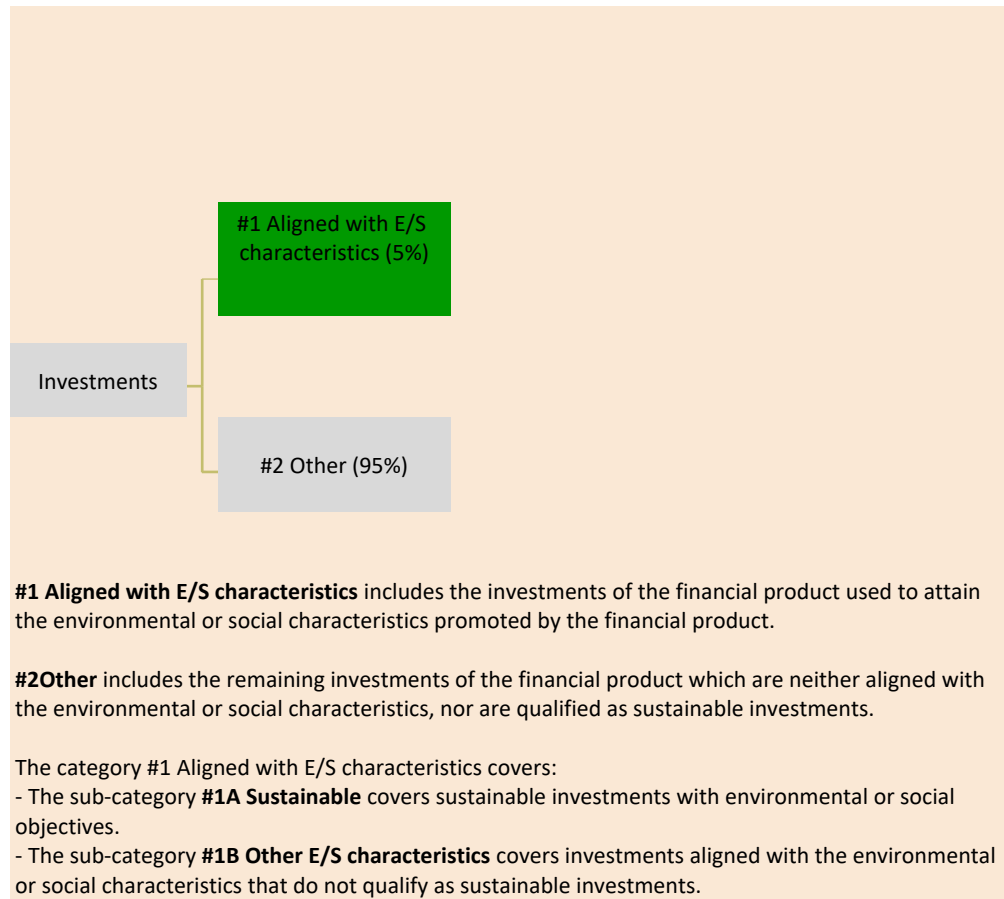 #1 Aligned with E/S
characteristics (5%)
Investments
#2 Other (95%)
#1 Aligned with E/S characteristics includes the investments of the financial product used to attain
the environmental or social characteristics promoted by the financial product.
#2Other includes the remaining investments of the financial product which are neither aligned with
the environmental or social characteristics, nor are qualified as sustainable investments.
The category #1 Aligned with E/S characteristics covers:
- The sub-category #1A Sustainable covers sustainable investments with environmental or social
objectives.
- The sub-category #1B Other E/S characteristics covers investments aligned with the environmental
or social characteristics that do not qualify as sustainable investments.